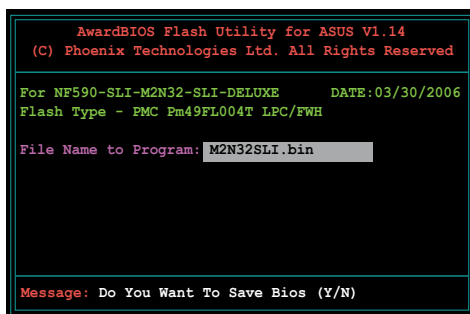 AwardBIOS Flash Utility for ASUS V1.14
(C) Phoenix Technologies Ltd. All Rights Reserved
For NF590-SLI-M2N32-SLI-DELUXE DATE:03/30/2006
Flash Type - PMC Pm49FL004T LPC/FWH
File Name to Program: M2N32SLI.bin
Message: Do You Want To Save Bios (Y/N)